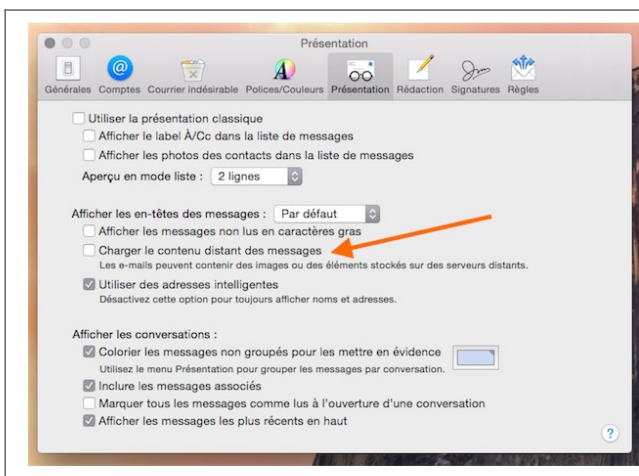 Présentation
Générales Comptes Courrier indésirable Polices/Couleurs Présentation Rédaction Signatures Règles
Utiliser la présentation classique
Afficher le label À/Cc dans la liste de messages
Afficher les photos des contacts dans la liste de messages
Aperçu en mode liste : 2 lignes
Afficher les en-têtes des messages : Par défaut
Afficher les messages non lus en caractères gras
Charger le contenu distant des messages
Les e-mails peuvent contenir des images ou des éléments stockés sur des serveurs distants.
Utiliser des adresses intelligentes
Désactivez cette option pour toujours afficher noms et adresses.
Afficher les conversations :
Colorier les messages non groupés pour les mettre en évidence
Utilisez le menu Présentation pour grouper les messages par conversation.
Inclure les messages associés
Marquer tous les messages comme lus à l'ouverture d'une conversation
Afficher les messages les plus récents en haut
?